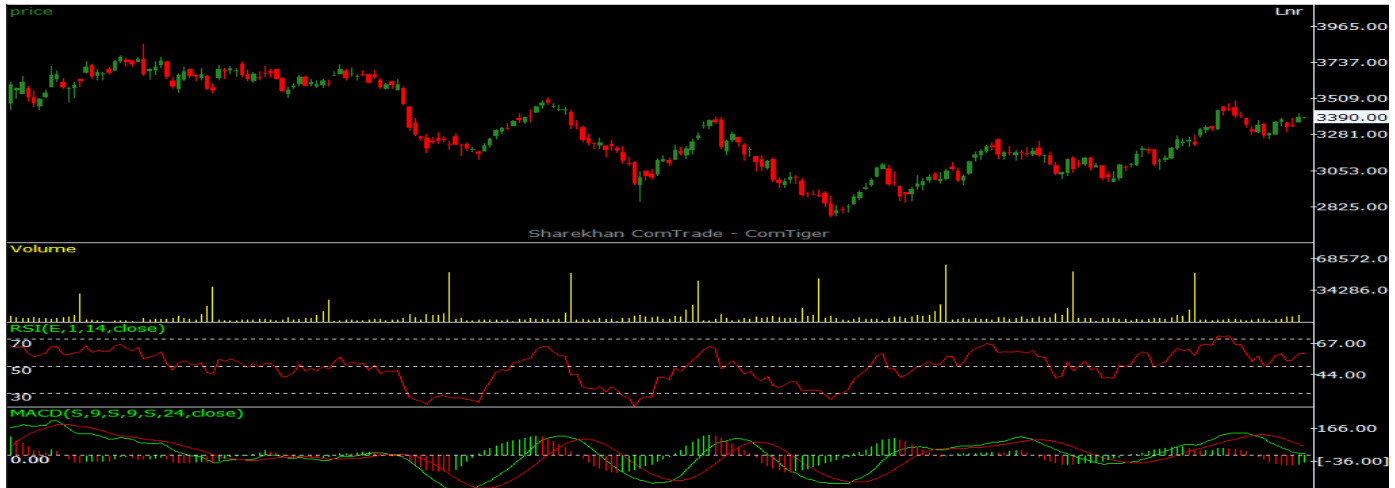 price
Lnr
3965.00
3737.00
3509.00
3390.00
3281.00
3053.00
2825.00
Sharekhan ComTrade - ComTiger
Volume
68572.0
34286.0
RSI(E,1,14,close)
70
67.00
50
44.00
30
MACD(S,9,S,9,S,24,close)
166.00
0.00
[-36.00]